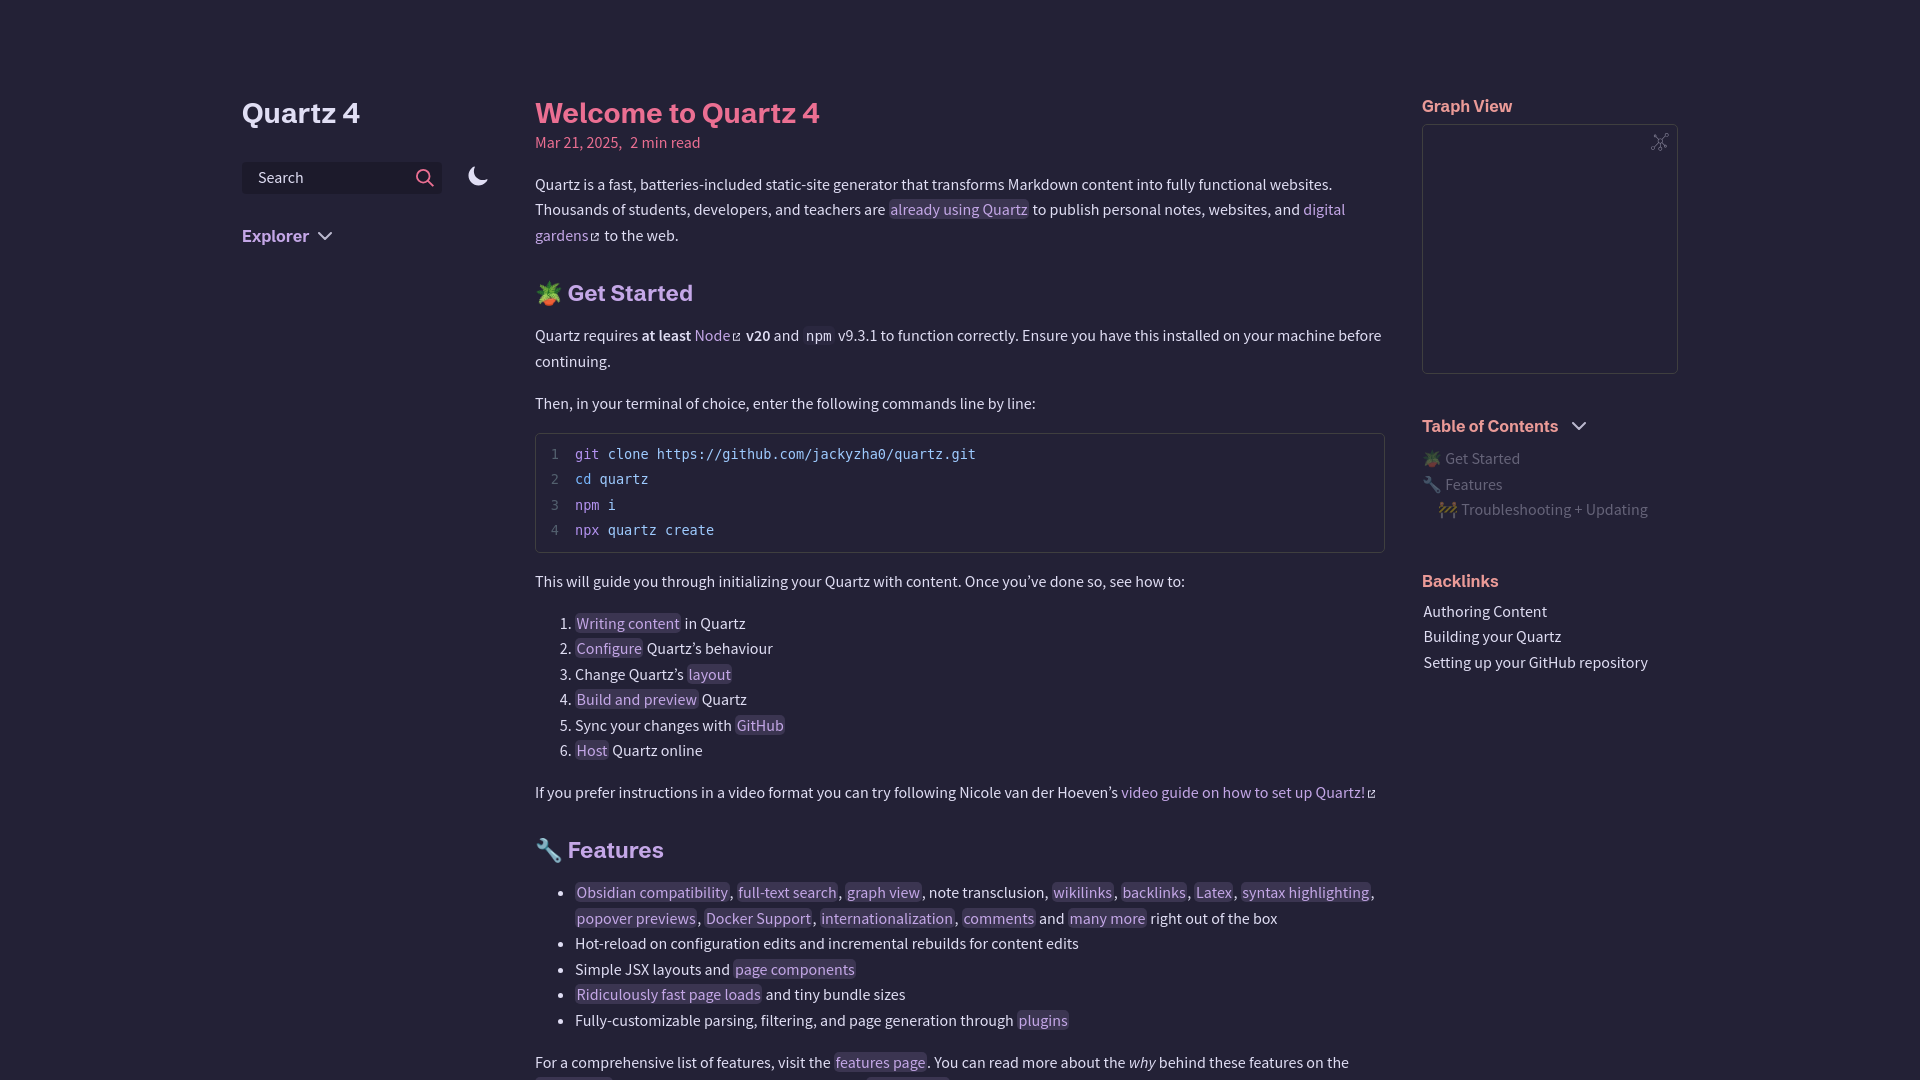 Quartz 4
Search
Explorer
Welcome to Quartz 4
Mar 21, 2025, 2 min read
Quartz is a fast, batteries-included static-site generator that transforms Markdown content into fully functional websites.
Thousands of students, developers, and teachers are already using Quartz to publish personal notes, websites, and digital
gardens to the web.
🪴 Get Started
Quartz requires at least Node v20 and npm v9.3.1 to function correctly. Ensure you have this installed on your machine before
continuing.
Then, in your terminal of choice, enter the following commands line by line:
1 git clone https://github.com/jackyzha0/quartz.git
2 cd quartz
3 npm i
4 npx quartz create
This will guide you through initializing your Quartz with content. Once you’ve done so, see how to:
1. Writing content in Quartz
2. Configure Quartz’s behaviour
3. Change Quartz’s layout
4. Build and preview Quartz
5. Sync your changes with GitHub
6. Host Quartz online
If you prefer instructions in a video format you can try following Nicole van der Hoeven’s video guide on how to set up Quartz!
🔧 Features
• Obsidian compatibility, full-text search, graph view, note transclusion, wikilinks, backlinks, Latex, syntax highlighting,
popover previews, Docker Support, internationalization, comments and many more right out of the box
• Hot-reload on configuration edits and incremental rebuilds for content edits
• Simple JSX layouts and page components
• Ridiculously fast page loads and tiny bundle sizes
• Fully-customizable parsing, filtering, and page generation through plugins
For a comprehensive list of features, visit the features page. You can read more about the why behind these features on the
Graph View
Table of Contents
🪴 Get Started
🔧 Features
🚧 Troubleshooting + Updating
Backlinks
Authoring Content
Building your Quartz
Setting up your GitHub repository